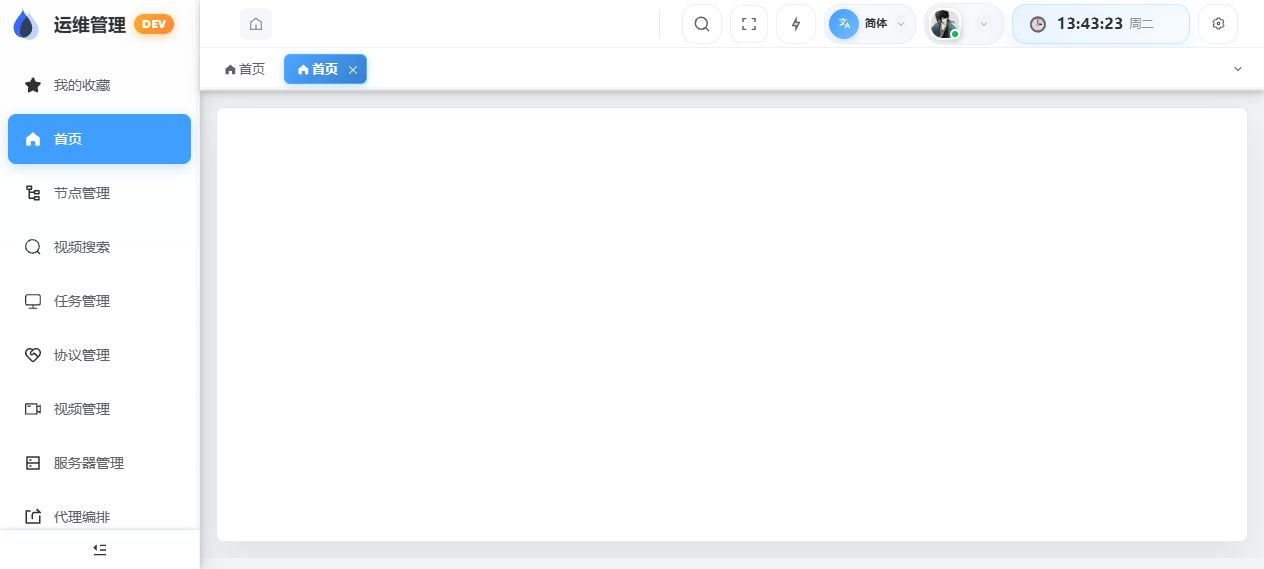 运维管理 DEV
简体
13:43:23 周二
首页
首页
我的收藏
首页
节点管理
视频搜索
任务管理
协议管理
视频管理
服务器管理
代理编排